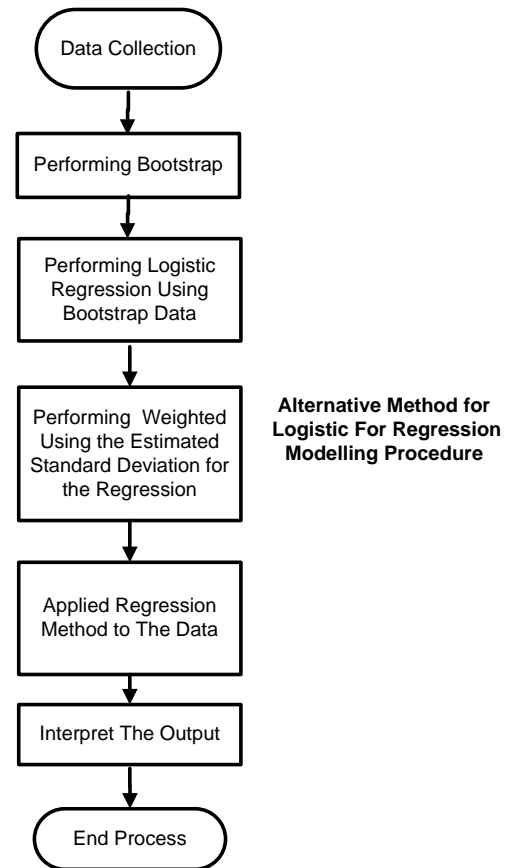 Data Collection
Performing Bootstrap
Performing Logistic
Regression Using
Bootstrap Data
Performing Weighted
Using the Estimated
Standard Deviation for
the Regression
Alternative Method for
Logistic For Regression
Modelling Procedure
Applied Regression
Method to The Data
Interpret The Output
End Process